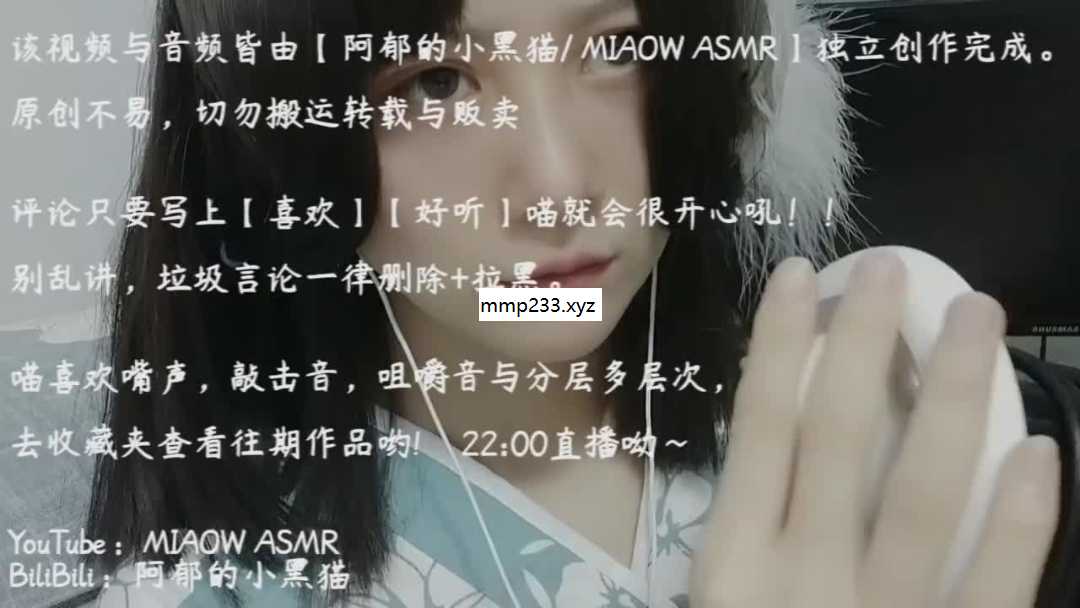 该视频与音频皆由【阿郁的小黑猫/ MIAOW ASMR】独立创作完成。
原创不易，切勿搬运转载与贩卖
评论只要写上【喜欢】【好听】喵就会很开心吼！！
别乱讲，垃圾言论一律删除+拉黑。
mmp233.xyz
喵喜欢嘴声，敲击音，咀嚼音与分层多层次，
去收藏夹查看往期作品哟! 22:00直播呦~
YouTube：MIAOW ASMR
BiliBili：阿郁的小黑猫